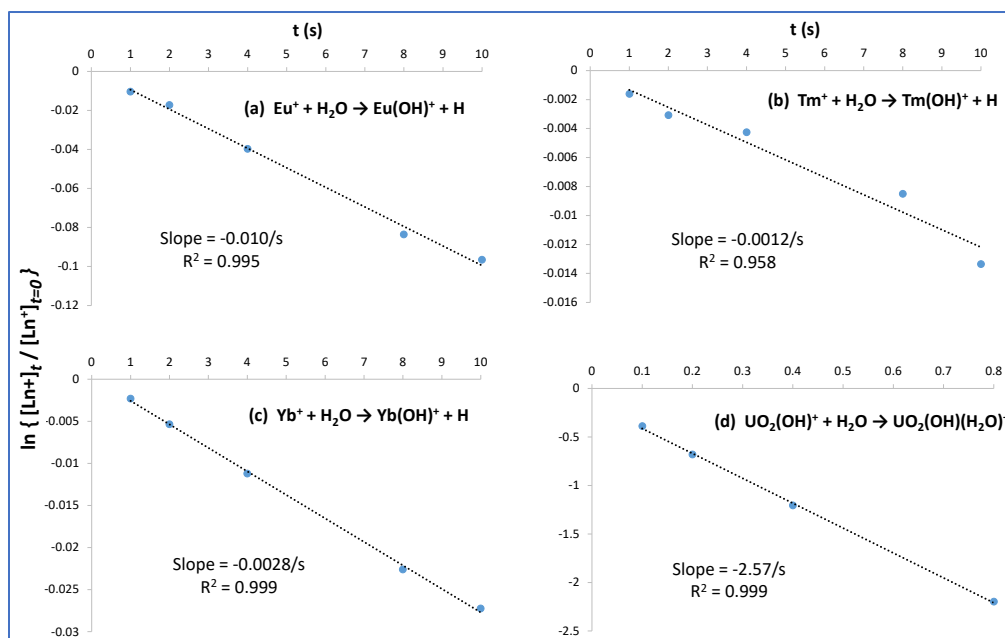 t (s)
0 1 2 3 4 5 6 7 8 9 10
0
-0.02
-0.04
-0.06
-0.08
-0.1
-0.12
(a) Eu⁺ + H₂O → Eu(OH)⁺ + H
Slope = -0.010/s
R² = 0.995
t (s)
0 1 2 3 4 5 6 7 8 9 10
0
-0.002
-0.004
-0.006
-0.008
-0.01
-0.012
-0.014
-0.016
(b) Tm⁺ + H₂O → Tm(OH)⁺ + H
Slope = -0.0012/s
R² = 0.958
ln { [Ln+]ₜ / [Ln⁺]ₜ₌₀ }
0 1 2 3 4 5 6 7 8 9 10
0
-0.005
-0.01
-0.015
-0.02
-0.025
-0.03
(c) Yb⁺ + H₂O → Yb(OH)⁺ + H
Slope = -0.0028/s
R² = 0.999
0 0.1 0.2 0.3 0.4 0.5 0.6 0.7 0.8
0
-0.5
-1
-1.5
-2
-2.5
(d) UO₂(OH)⁺ + H₂O → UO₂(OH)(H₂O)⁺
Slope = -2.57/s
R² = 0.999